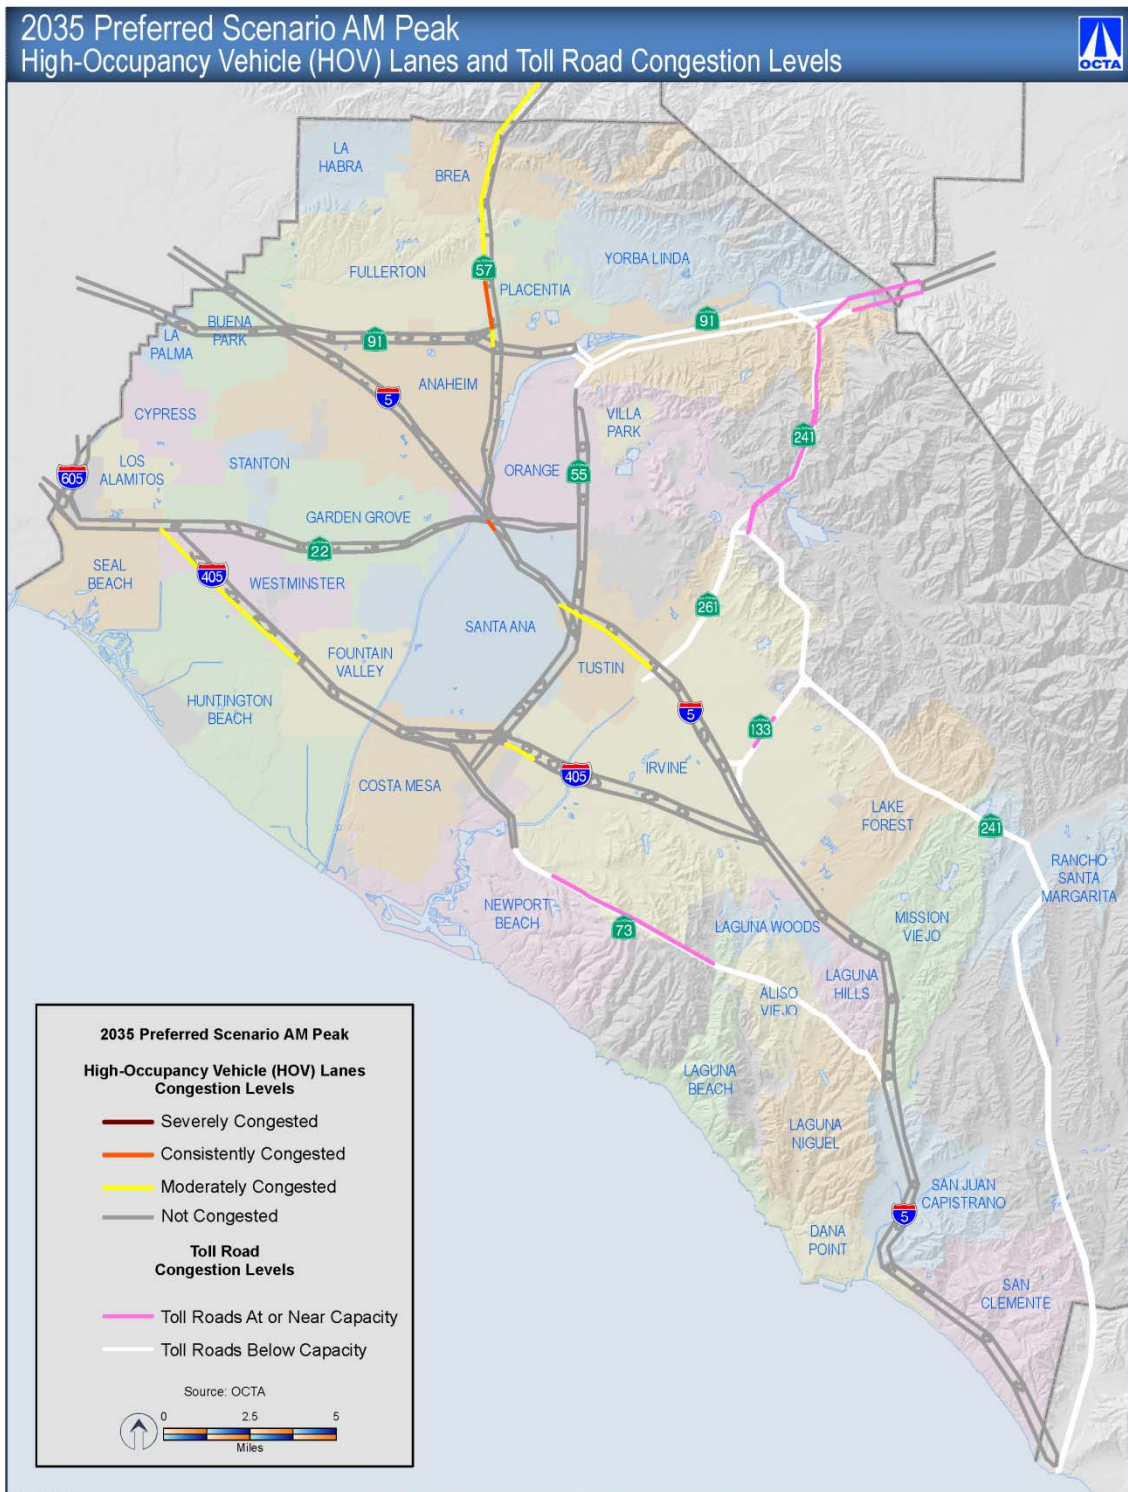 2035 Preferred Scenario AM Peak
High-Occupancy Vehicle (HOV) Lanes and Toll Road Congestion Levels
OCTA
LA
HABRA
BREA
YORBA LINDA
FULLERTON
57
PLACENTIA
BUENA
PARK
LA
PALMA
91
91
ANAHEIM
5
CYPRESS
VILLA
PARK
241
LOS
ALAMITOS
STANTON
ORANGE
55
605
GARDEN GROVE
22
SEAL
BEACH
405
WESTMINSTER
261
SANTA ANA
FOUNTAIN
VALLEY
TUSTIN
HUNTINGTON
BEACH
5
133
IRVINE
405
COSTA MESA
LAKE
FOREST
241
RANCHO
SANTA
MARGARITA
NEWPORT
BEACH
73
LAGUNA WOODS
MISSION
VIEJO
LAGUNA
HILLS
ALISO
VIEJO
LAGUNA
BEACH
LAGUNA
NIGUEL
SAN JUAN
CAPISTRANO
5
DANA
POINT
SAN
CLEMENTE
2035 Preferred Scenario AM Peak
High-Occupancy Vehicle (HOV) Lanes
Congestion Levels
Severely Congested
Consistently Congested
Moderately Congested
Not Congested
Toll Road
Congestion Levels
Toll Roads At or Near Capacity
Toll Roads Below Capacity
Source: OCTA
0 2.5 5
Miles